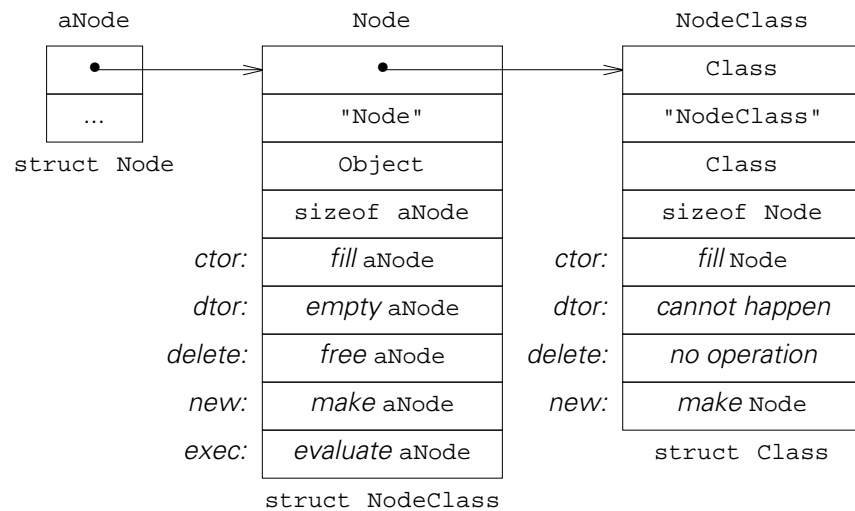 aNode Node NodeClass
Class
... "Node" "NodeClass"
struct Node Object Class
sizeof aNode sizeof Node
ctor: fill aNode ctor: fill Node
dtor: empty aNode dtor: cannot happen
delete: free aNode delete: no operation
new: make aNode new: make Node
exec: evaluate aNode struct Class
struct NodeClass